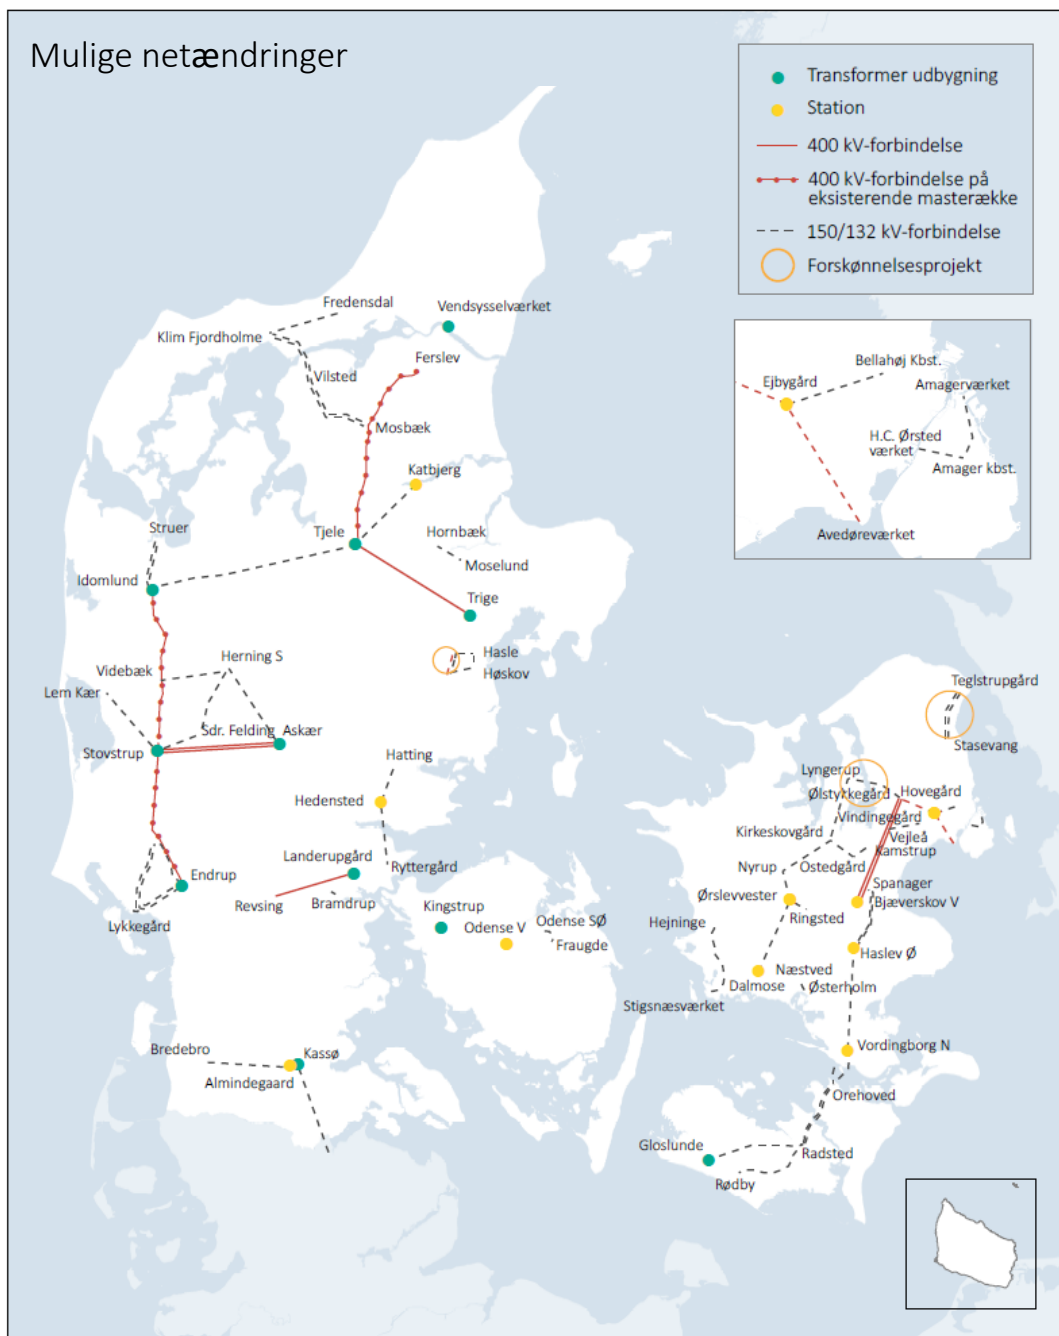 Mulige netændringer
Transformer udbygning
Station
400 kV-forbindelse
400 kV-forbindelse på
eksisterende masterække
150/132 kV-forbindelse
Forskønnelsesprojekt
Fredensdal
Vendsysselværket
Klim Fjordholme
Ferslev
Vilsted
Mosbæk
Katbjerg
Struer
Tjele
Hornbæk
Moselund
Idomlund
Trige
Hasle
Høskov
Herning S
Videbæk
Lem Kær
Sdr. Felding
Askær
Stovstrup
Hatting
Hedensted
Landerupgård
Ryttergård
Endrup
Revsing
Bramdrup
Lykkegård
Kingstrup
Odense V
Odense SØ
Fraugde
Bredebro
Kassø
Almindegaard
Bellahøj Kbst.
Ejbygård
Amagerværket
H.C. Ørsted
værket
Amager kbst.
Avedøreværket
Teglstrupgård
Stasevang
Lyngerup
Ølstykkegård
Hovegård
Vindingegård
Kirkeskovgård
Vejleå
Kamstrup
Nyrup
Ostedgård
Spanager
Ørslevvester
Bjæverskov V
Ringsted
Hejninge
Haslev Ø
Næstved
Dalmose
Østerholm
Stigsnæsværket
Vordingborg N
Orehoved
Gloslunde
Radsted
Rødby